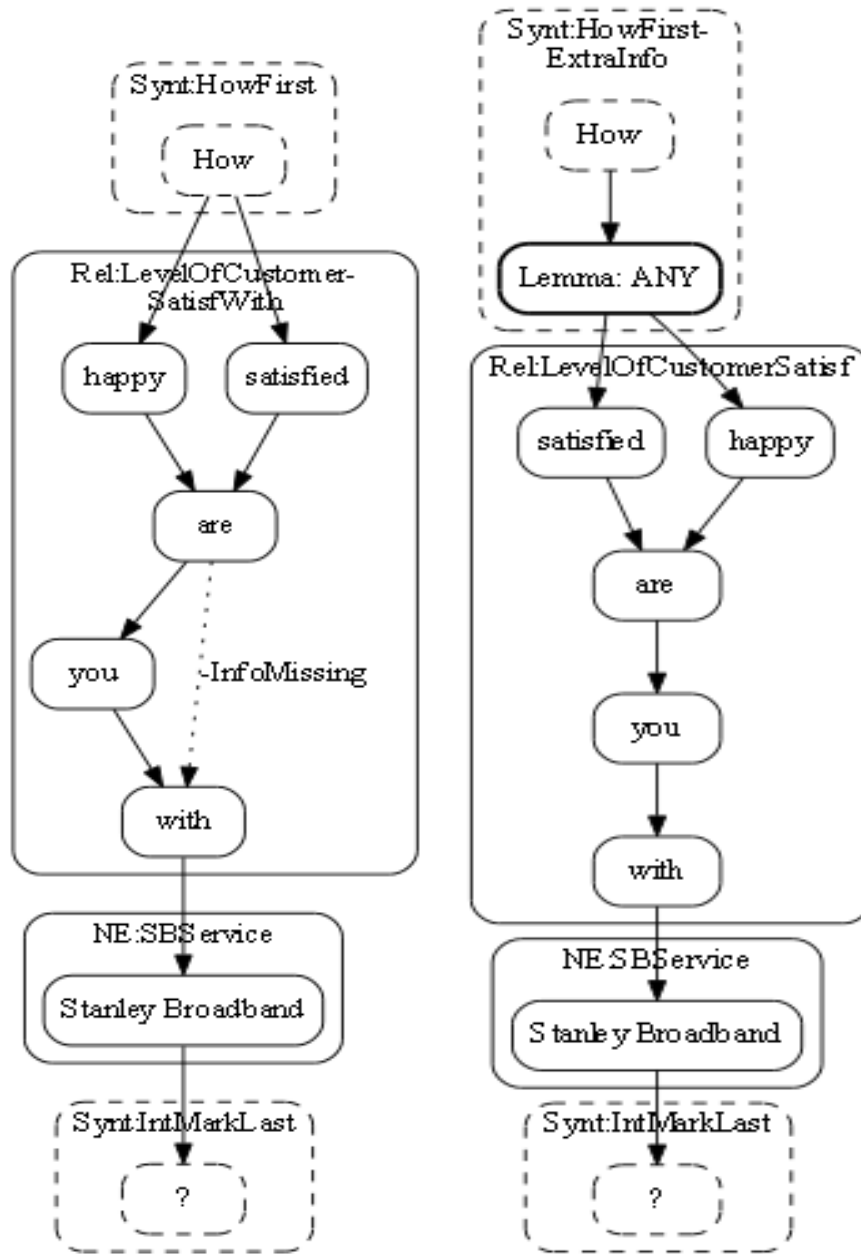 Synt:HowFirst
How
Rel:LevelOfCustomer-
SatisfWith
happy
satisfied
are
you
-InfoMissing
with
NE:SBService
Stanley Broadband
Synt:IntMarkLast
?
Synt:HowFirst-
ExtraInfo
How
Lemma: ANY
Rel:LevelOfCustomerSatisf
satisfied
happy
are
you
with
NE:SBService
Stanley Broadband
Synt:IntMarkLast
?